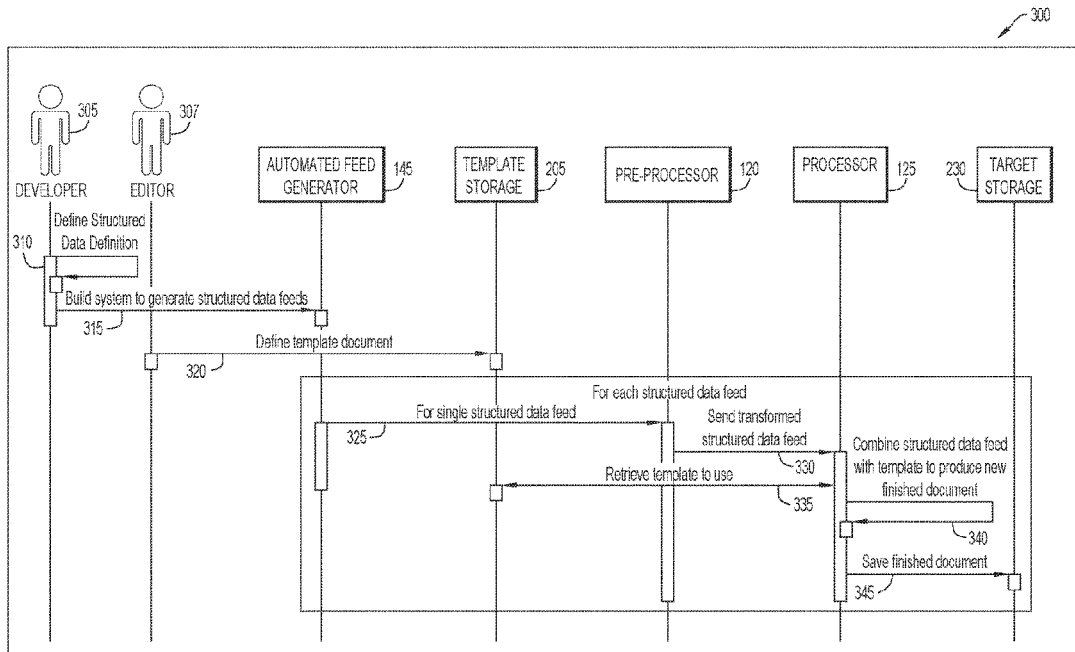 300
305
307
DEVELOPER
EDITOR
AUTOMATED FEED
GENERATOR
145
TEMPLATE
STORAGE
205
PRE-PROCESSOR
120
PROCESSOR
125
230
TARGET
STORAGE
310
Define Structured
Data Definition
Build system to generate structured data feeds
315
Define template document
320
For each structured data feed
For single structured data feed
325
Send transformed
structured data feed
330
Retrieve template to use
335
Combine structured data feed
with template to produce new
finished document
340
Save finished document
345